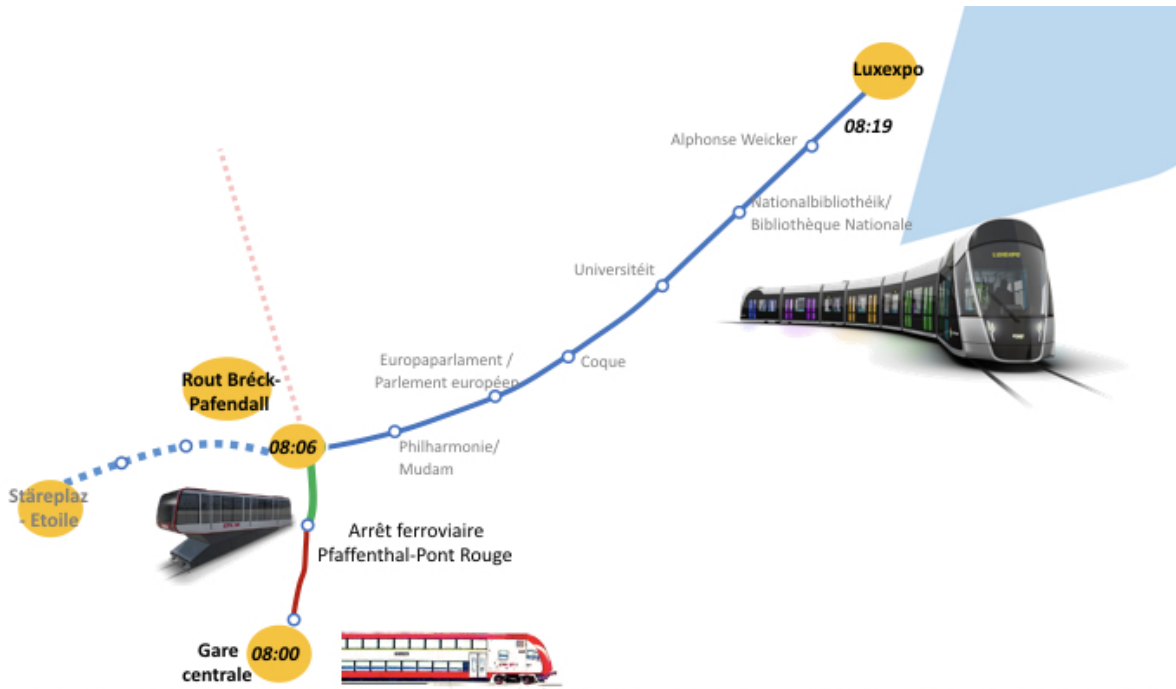 Luxexpo
08:19
Alphonse Weicker
Nationalbibliothéik/
Bibliothèque Nationale
Universitéit
LUXEXPO
Europaparlament /
Parlement européen
Coque
Rout Bréck-
Pafendall
08:06
Philharmonie/
Mudam
Stäreplaz
- Etoile
Arrêt ferroviaire
Pfaffenthal-Pont Rouge
Gare
centrale
08:00